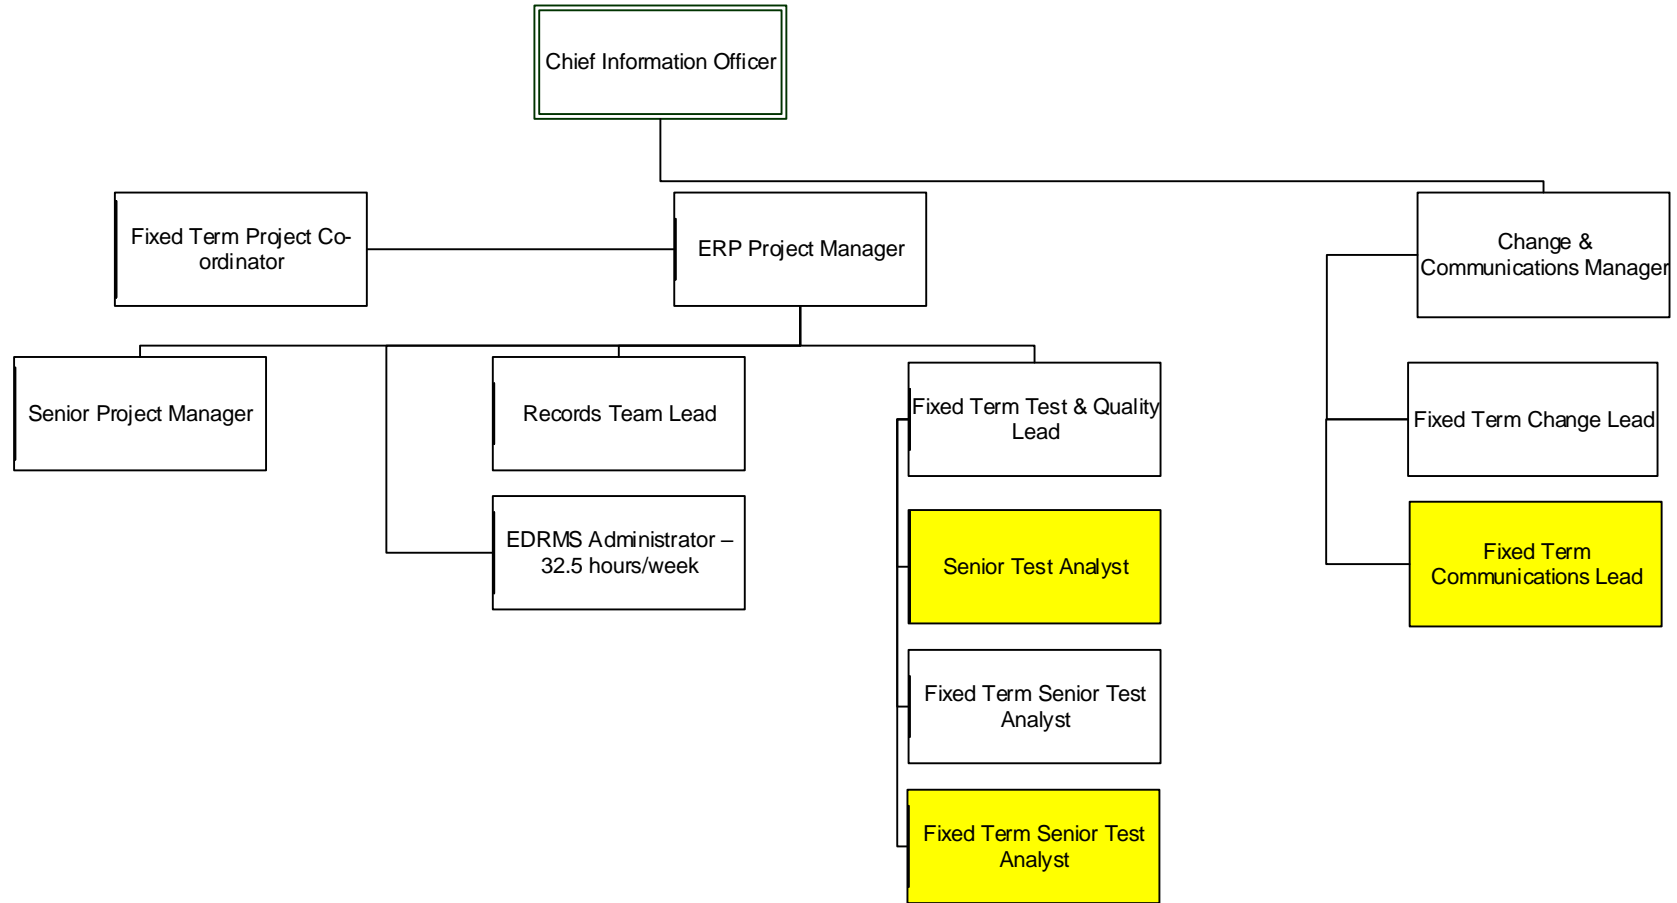 Chief Information Officer
Fixed Term Project Co-
ordinator
ERP Project Manager
Change &
Communications Manager
Senior Project Manager
Records Team Lead
Fixed Term Test & Quality
Lead
Fixed Term Change Lead
EDRMS Administrator –
32.5 hours/week
Senior Test Analyst
Fixed Term
Communications Lead
Fixed Term Senior Test
Analyst
Fixed Term Senior Test
Analyst